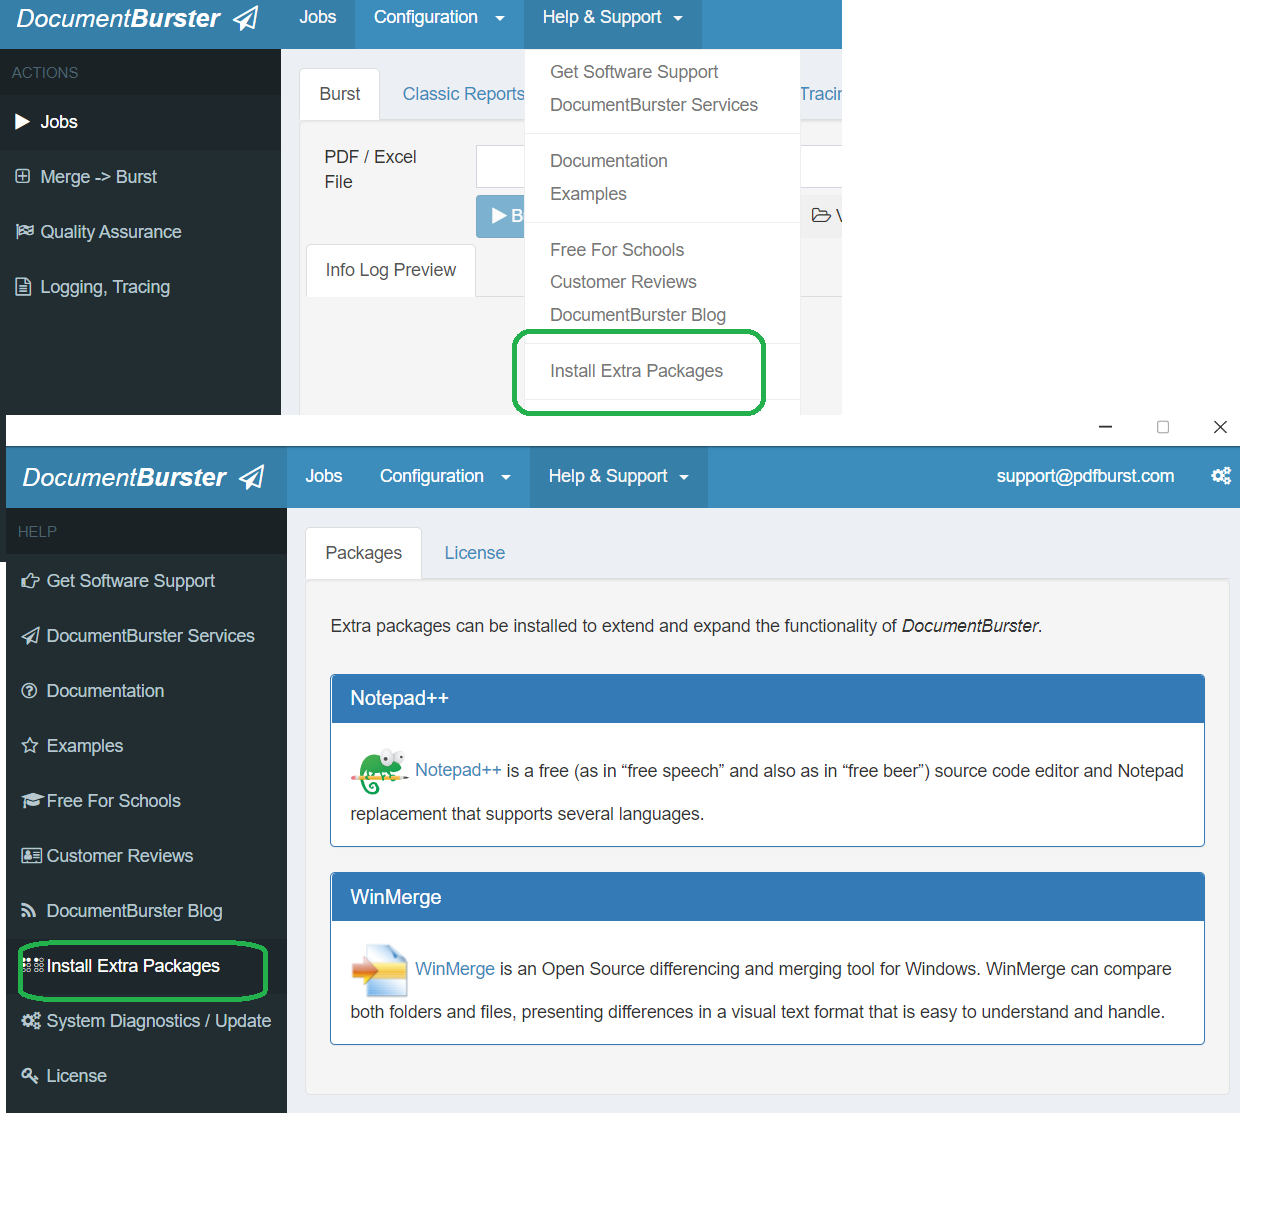 DocumentBurster
Jobs
Configuration
Help & Support
ACTIONS
Jobs
Merge -> Burst
Quality Assurance
Logging, Tracing
Burst
Classic Reports
PDF / Excel
File
B
Info Log Preview
Get Software Support
DocumentBurster Services
Documentation
Examples
Free For Schools
Customer Reviews
DocumentBurster Blog
Install Extra Packages
DocumentBurster
Jobs
Configuration
Help & Support
support@pdfburst.com
HELP
Get Software Support
DocumentBurster Services
Documentation
Examples
Free For Schools
Customer Reviews
DocumentBurster Blog
Install Extra Packages
System Diagnostics / Update
License
Packages
License
Extra packages can be installed to extend and expand the functionality of DocumentBurster.
Notepad++
Notepad++ is a free (as in “free speech” and also as in “free beer”) source code editor and Notepad
replacement that supports several languages.
WinMerge
WinMerge is an Open Source differencing and merging tool for Windows. WinMerge can compare
both folders and files, presenting differences in a visual text format that is easy to understand and handle.